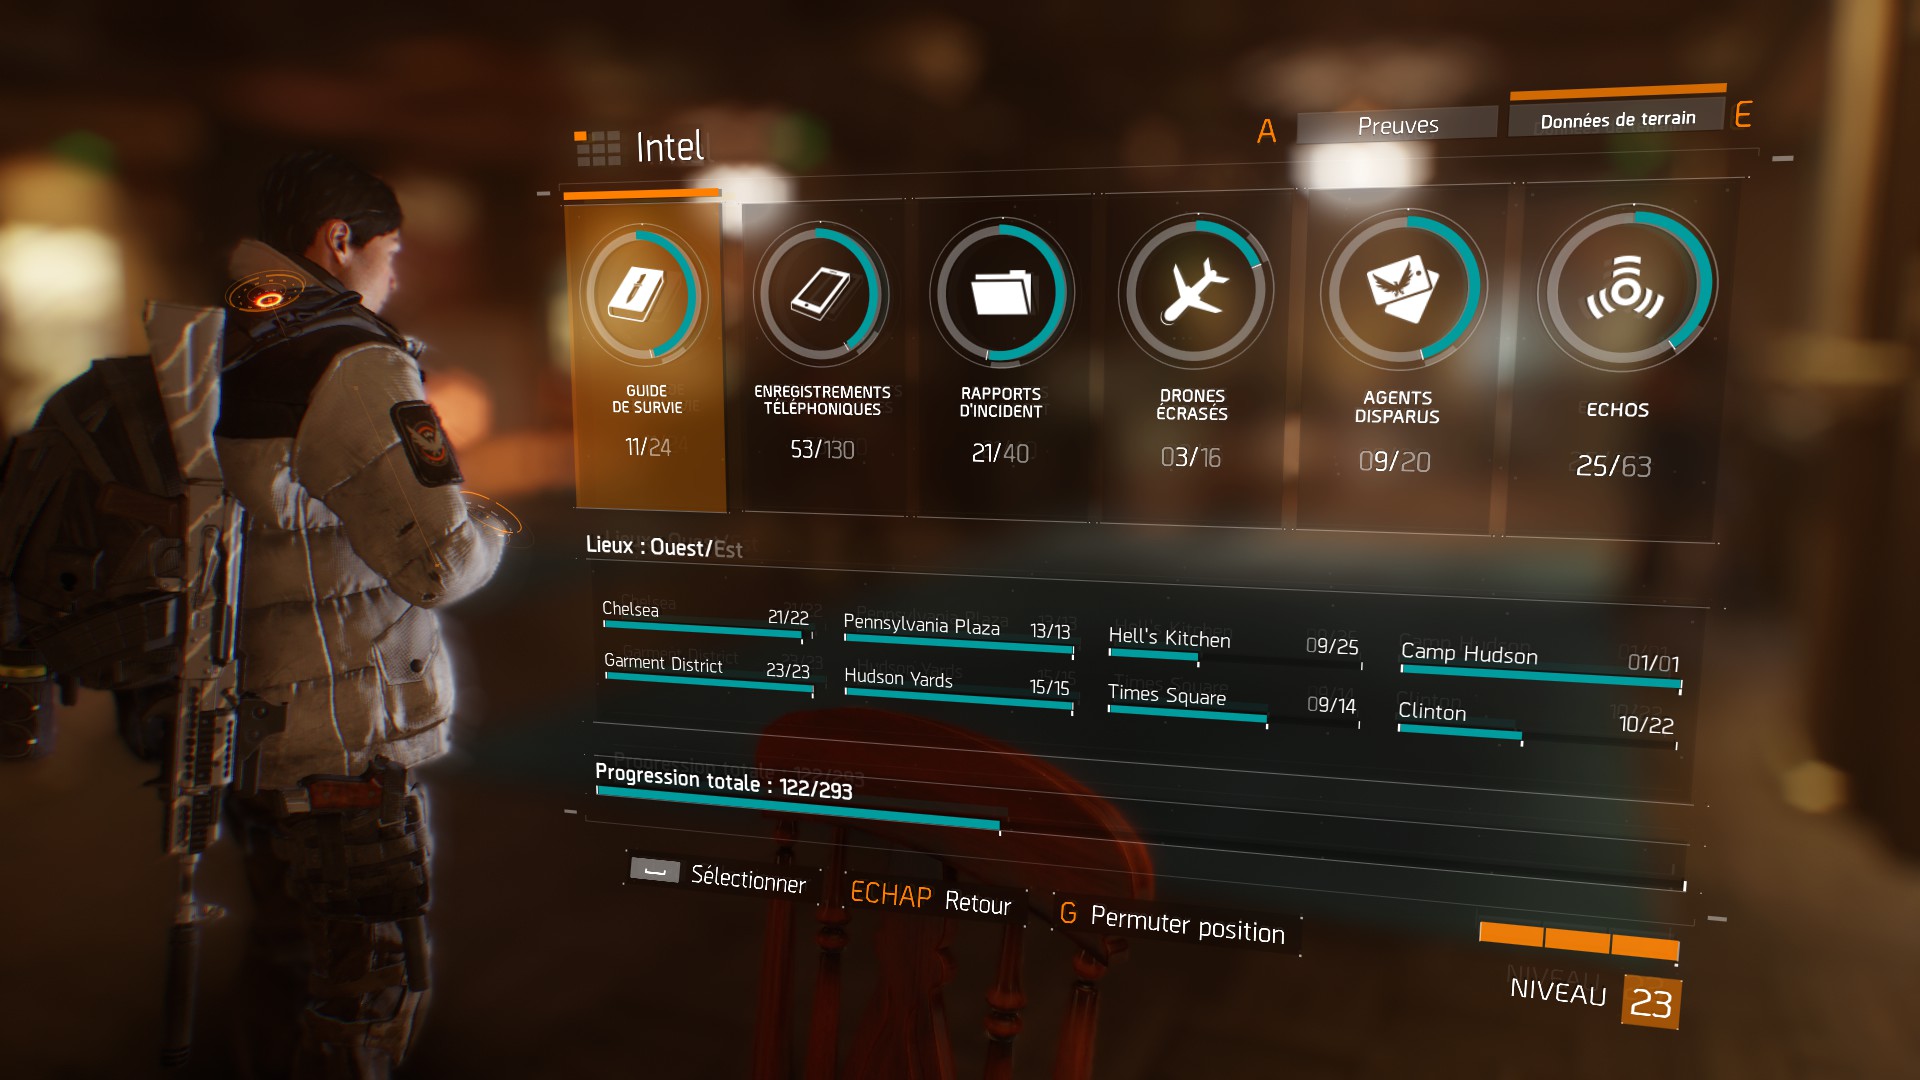 Intel
A
Preuves
Données de terrain
E
GUIDE
DE SURVIE
11/24
ENREGISTREMENTS
TÉLÉPHONIQUES
53/130
RAPPORTS
D'INCIDENT
21/40
DRONES
ÉCRASÉS
03/16
AGENTS
DISPARUS
09/20
ECHOS
25/63
Lieux : Ouest/Est
Chelsea 21/22
Pennsylvania Plaza 13/13
Hell's Kitchen 09/25
Camp Hudson 01/01
Garment District 23/23
Hudson Yards 15/15
Times Square 09/14
Clinton 10/22
Progression totale : 122/293
Sélectionner
ECHAP Retour
G Permuter position
NIVEAU 23